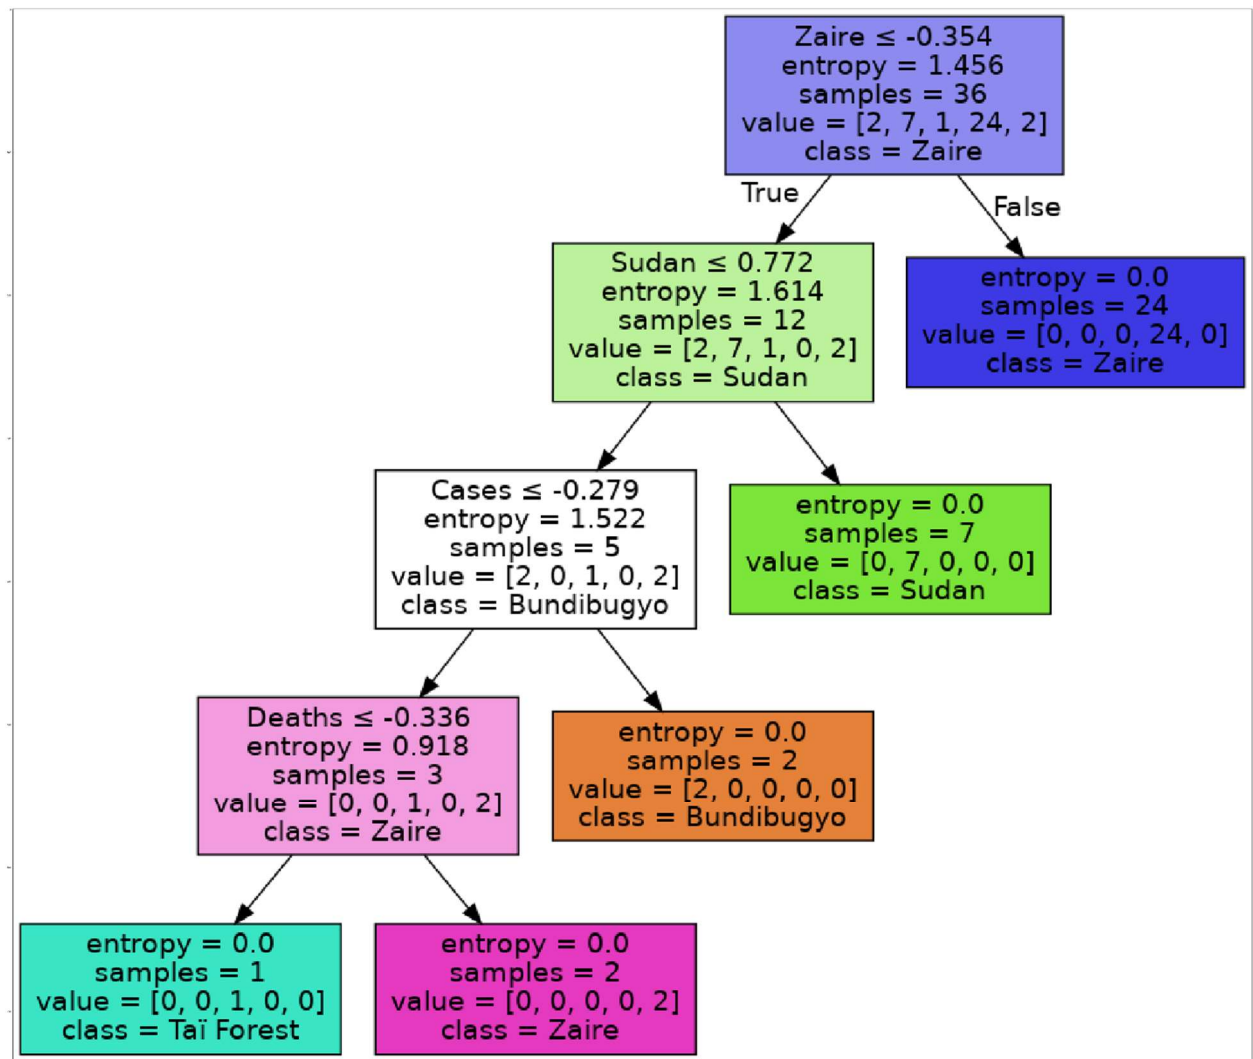 Zaire ≤ -0.354
entropy = 1.456
samples = 36
value = [2, 7, 1, 24, 2]
class = Zaire
True
False
Sudan ≤ 0.772
entropy = 1.614
samples = 12
value = [2, 7, 1, 0, 2]
class = Sudan
entropy = 0.0
samples = 24
value = [0, 0, 0, 24, 0]
class = Zaire
Cases ≤ -0.279
entropy = 1.522
samples = 5
value = [2, 0, 1, 0, 2]
class = Bundibugyo
entropy = 0.0
samples = 7
value = [0, 7, 0, 0, 0]
class = Sudan
Deaths ≤ -0.336
entropy = 0.918
samples = 3
value = [0, 0, 1, 0, 2]
class = Zaire
entropy = 0.0
samples = 2
value = [2, 0, 0, 0, 0]
class = Bundibugyo
entropy = 0.0
samples = 1
value = [0, 0, 1, 0, 0]
class = Taï Forest
entropy = 0.0
samples = 2
value = [0, 0, 0, 0, 2]
class = Zaire